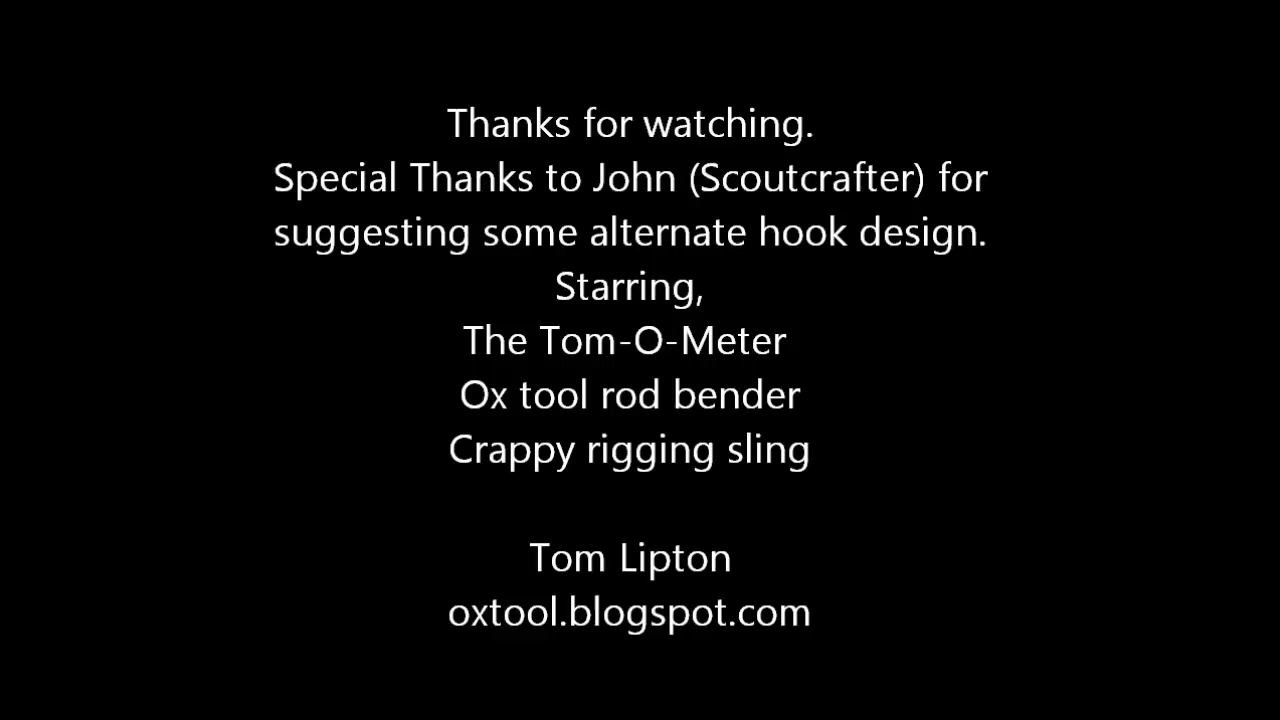 Thanks for watching.
Special Thanks to John (Scoutcrafter) for
suggesting some alternate hook design.
Starring,
The Tom-O-Meter
Ox tool rod bender
Crappy rigging sling
Tom Lipton
oxtool.blogspot.com